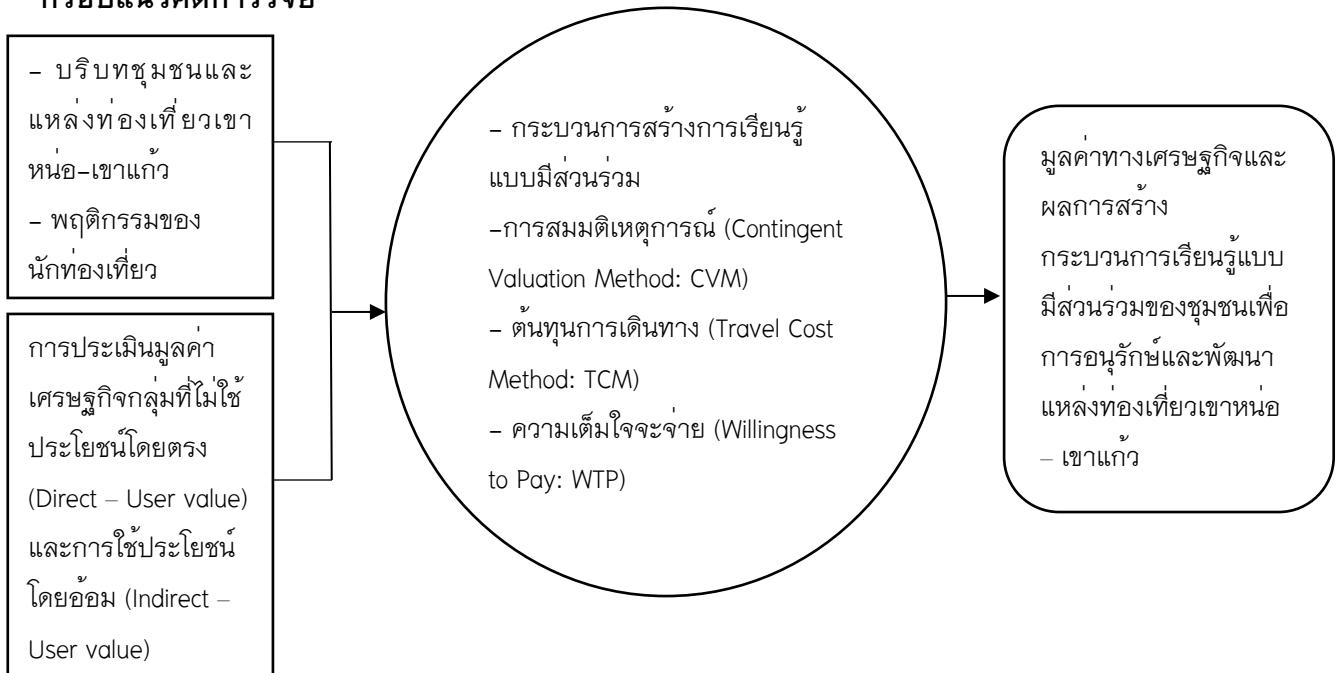 กรอบแนวคิดการวิจัย
– บริบทชุมชนและ
แหล่งท่องเที่ยวเขา
หน่อ–เขาแก้ว
– พฤติกรรมของ
นักท่องเที่ยว
การประเมินมูลค่า
เศรษฐกิจกลุ่มที่ไม่ใช้
ประโยชน์โดยตรง
(Direct – User value)
และการใช้ประโยชน์
โดยอ้อม (Indirect –
User value)
– กระบวนการสร้างการเรียนรู้
แบบมีส่วนร่วม
–การสมมติเหตุการณ์ (Contingent
Valuation Method: CVM)
– ต้นทุนการเดินทาง (Travel Cost
Method: TCM)
– ความเต็มใจจะจ่าย (Willingness
to Pay: WTP)
มูลค่าทางเศรษฐกิจและ
ผลการสร้าง
กระบวนการเรียนรู้แบบ
มีส่วนร่วมของชุมชนเพื่อ
การอนุรักษ์และพัฒนา
แหล่งท่องเที่ยวเขาหน่อ
– เขาแก้ว